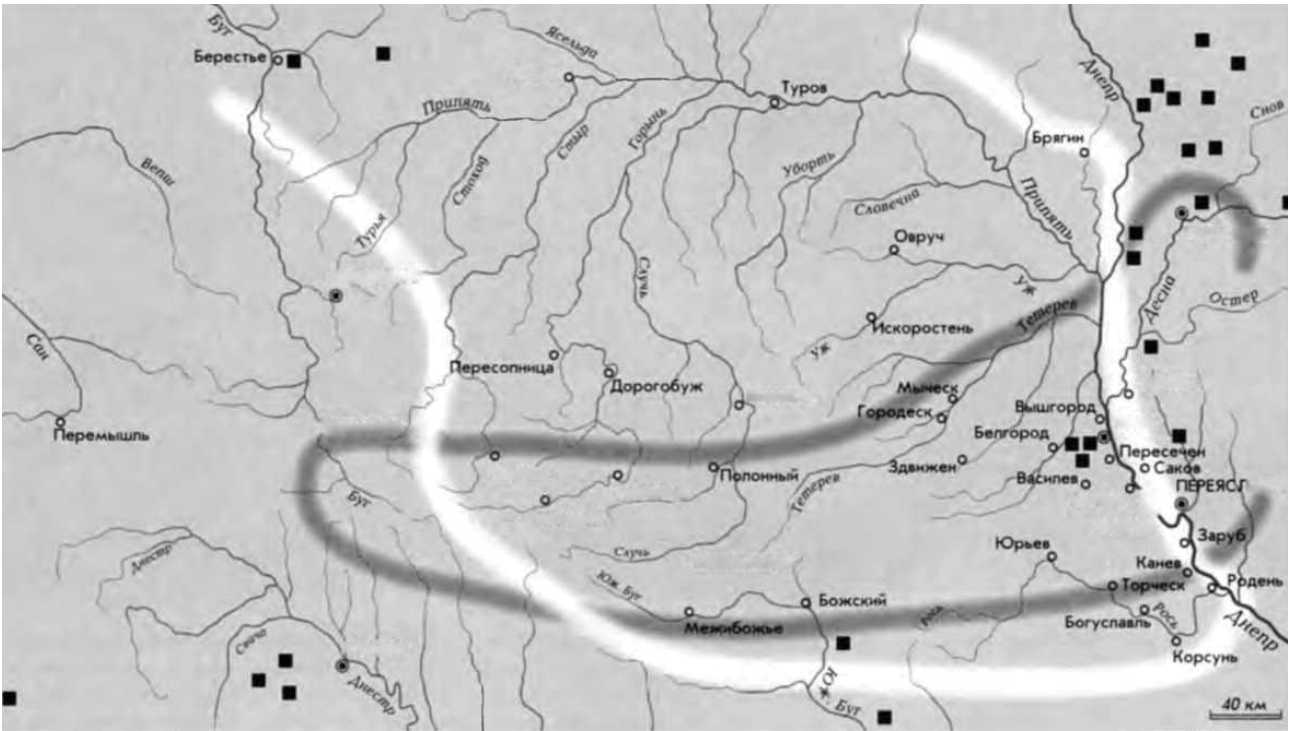 Буг
Берестье
Ясельда
Припять
Туров
Днепр
Снов
Вепш
Стоход
Стыр
Горынь
Уборть
Брягин
Турья
Словечна
Припять
Овруч
Случь
Уж
Десна
Остер
Тетерев
Сан
Искоростень
Уж
Пересопница
Дорогобуж
Мыческ
Городеск
Вышгород
Перемышль
Белгород
Пересечен
Саков
Здвижен
Василев
Полонный
ПЕРЕЯСЛ
Тетерев
Буг
Заруб
Юрьев
Днестр
Случь
Канев
Торческ
Родень
Юж. Буг
Божский
Рось
Богуславль
Рось
Днепр
Межибожье
Корсунь
Свича
Днестр
Юж. Буг
40 км